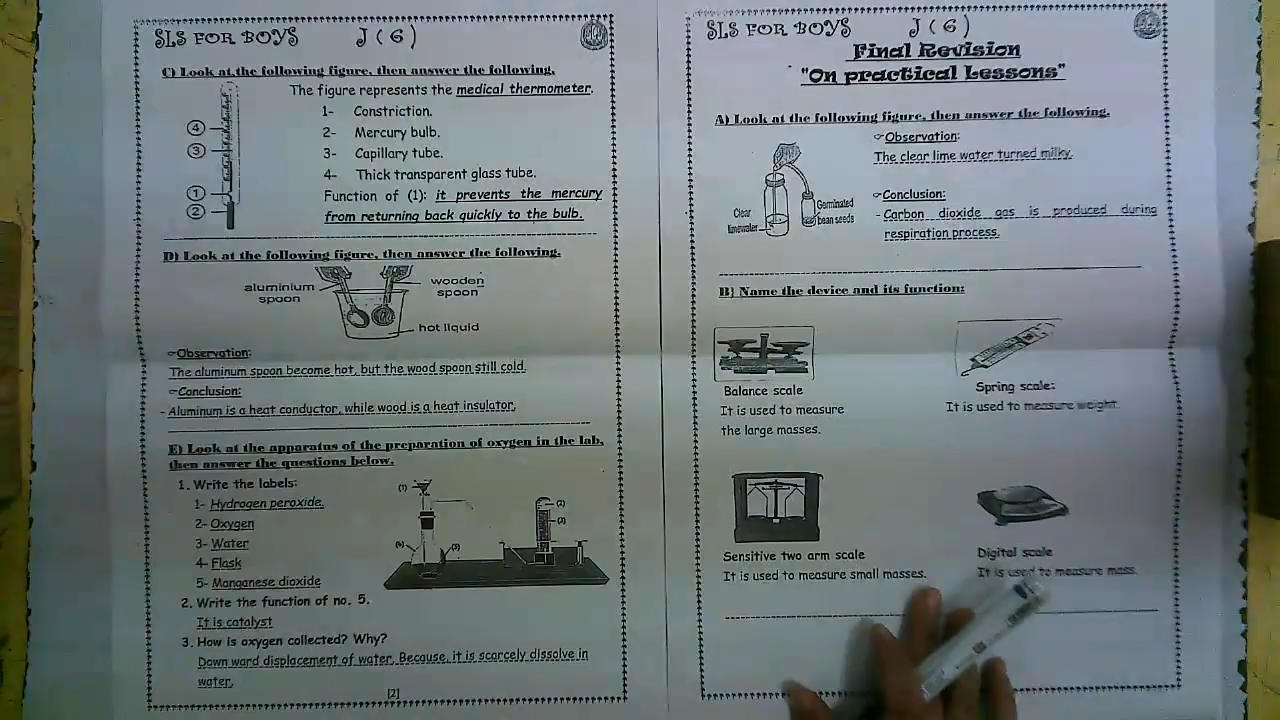 SLS FOR BOYS J ( 6 )
C) Look at the following figure, then answer the following.
The figure represents the medical thermometer.
1- Constriction.
2- Mercury bulb.
3- Capillary tube.
4- Thick transparent glass tube.
Function of (1): it prevents the mercury
from returning back quickly to the bulb.
4
3
1
2
D) Look at the following figure, then answer the following.
aluminium
spoon
wooden
spoon
hot liquid
Observation:
The aluminum spoon become hot, but the wood spoon still cold.
Conclusion:
- Aluminum is a heat conductor, while wood is a heat insulator.
E) Look at the apparatus of the preparation of oxygen in the lab,
then answer the questions below.
1. Write the labels:
1- Hydrogen peroxide.
2- Oxygen
3- Water
4- Flask
5- Manganese dioxide
(1)
(2)
(3)
2. Write the function of no. 5.
It is catalyst
3. How is oxygen collected? Why?
Down ward displacement of water. Because, it is scarcely dissolve in
water.
[2]
SLS FOR BOYS J ( 6 )
Final Revision
"On practical Lessons"
A) Look at the following figure, then answer the following.
Observation:
The clear lime water turned milky.
Clear
limewater
Germinated
bean seeds
Conclusion:
- Carbon dioxide gas is produced during
respiration process.
B) Name the device and its function:
Balance scale
It is used to measure
the large masses.
Spring scale:
It is used to measure weight.
Sensitive two arm scale
It is used to measure small masses.
Digital scale
It is used to measure mass.